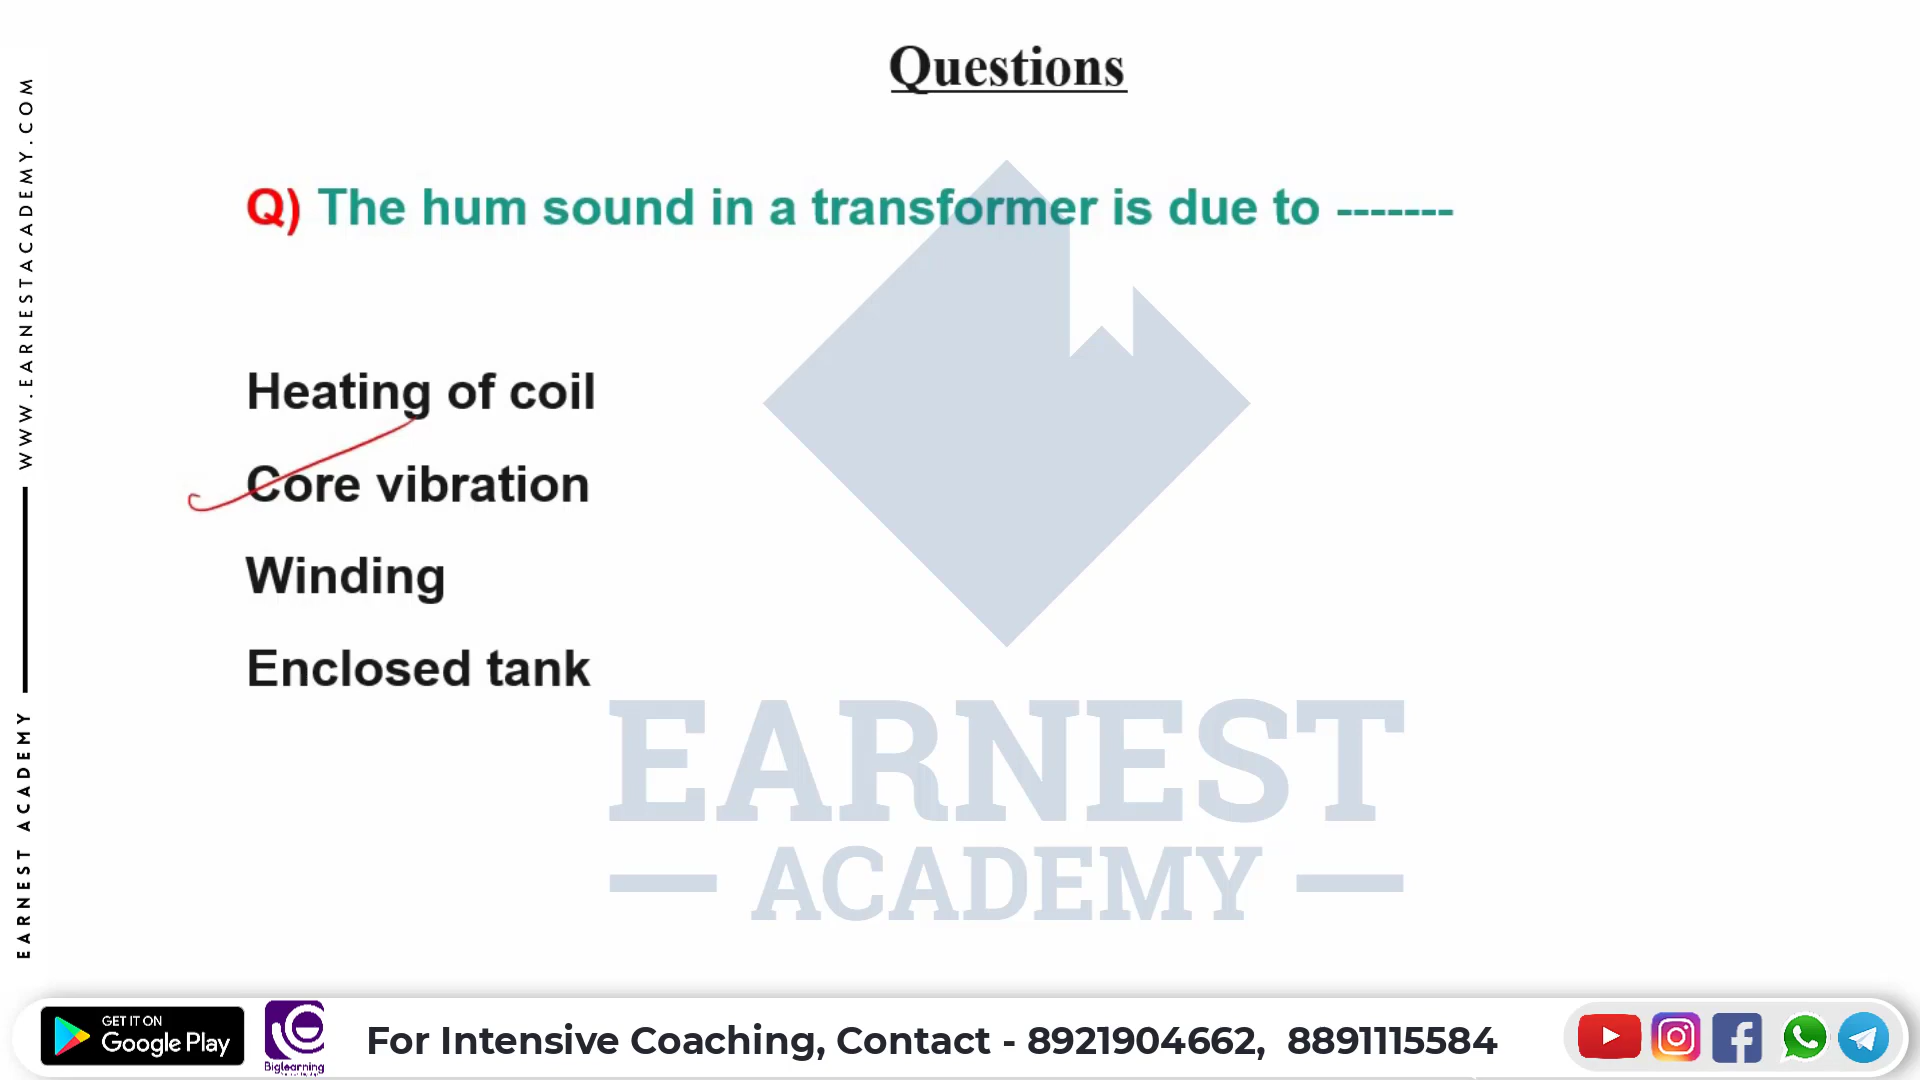 Questions
Q) The hum sound in a transformer is due to -------
Heating of coil
Core vibration
Winding
Enclosed tank
EARNEST
ACADEMY
WWW.EARNESTACADEMY.COM
EARNEST ACADEMY
GET IT ON
Google Play
Biglearning
For Intensive Coaching, Contact - 8921904662, 8891115584